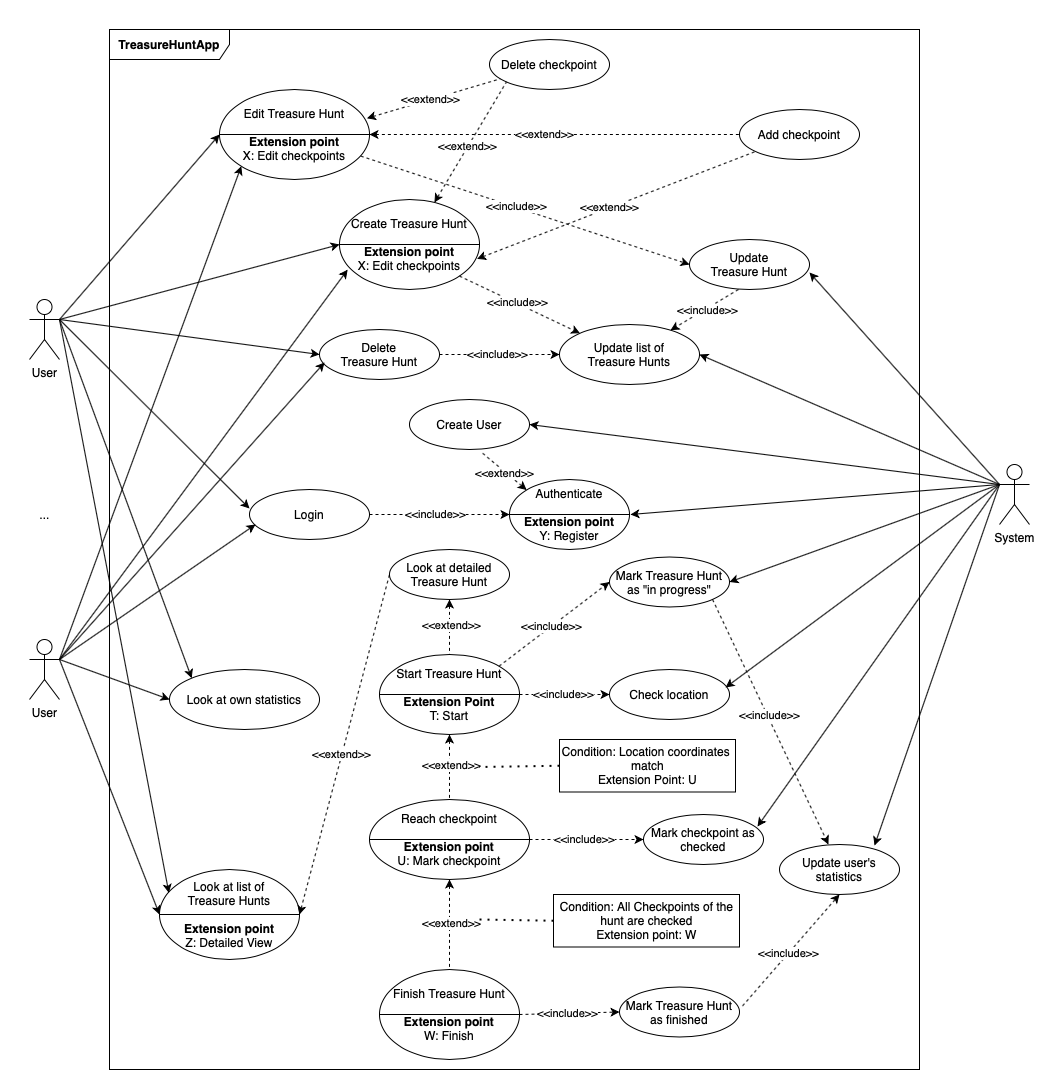 TreasureHuntApp
Delete checkpoint
<<extend>>
Edit Treasure Hunt
Extension point
X: Edit checkpoints
<<extend>>
Add checkpoint
<<extend>>
<<include>>
<<extend>>
Create Treasure Hunt
Extension point
X: Edit checkpoints
Update
Treasure Hunt
<<include>>
<<include>>
User
Delete
Treasure Hunt
<<include>>
Update list of
Treasure Hunts
Create User
<<extend>>
Authenticate
Extension point
Y: Register
Login
<<include>>
...
System
Look at detailed
Treasure Hunt
Mark Treasure Hunt
as "in progress"
<<extend>>
<<include>>
Start Treasure Hunt
Extension Point
T: Start
<<include>>
Check location
User
Look at own statistics
<<include>>
<<extend>>
<<extend>>
Condition: Location coordinates
match
Extension Point: U
Reach checkpoint
Extension point
U: Mark checkpoint
<<include>>
Mark checkpoint as
checked
Update user's
statistics
Look at list of
Treasure Hunts
Extension point
Z: Detailed View
<<extend>>
Condition: All Checkpoints of the
hunt are checked
Extension point: W
<<include>>
Finish Treasure Hunt
Extension point
W: Finish
<<include>>
Mark Treasure Hunt
as finished